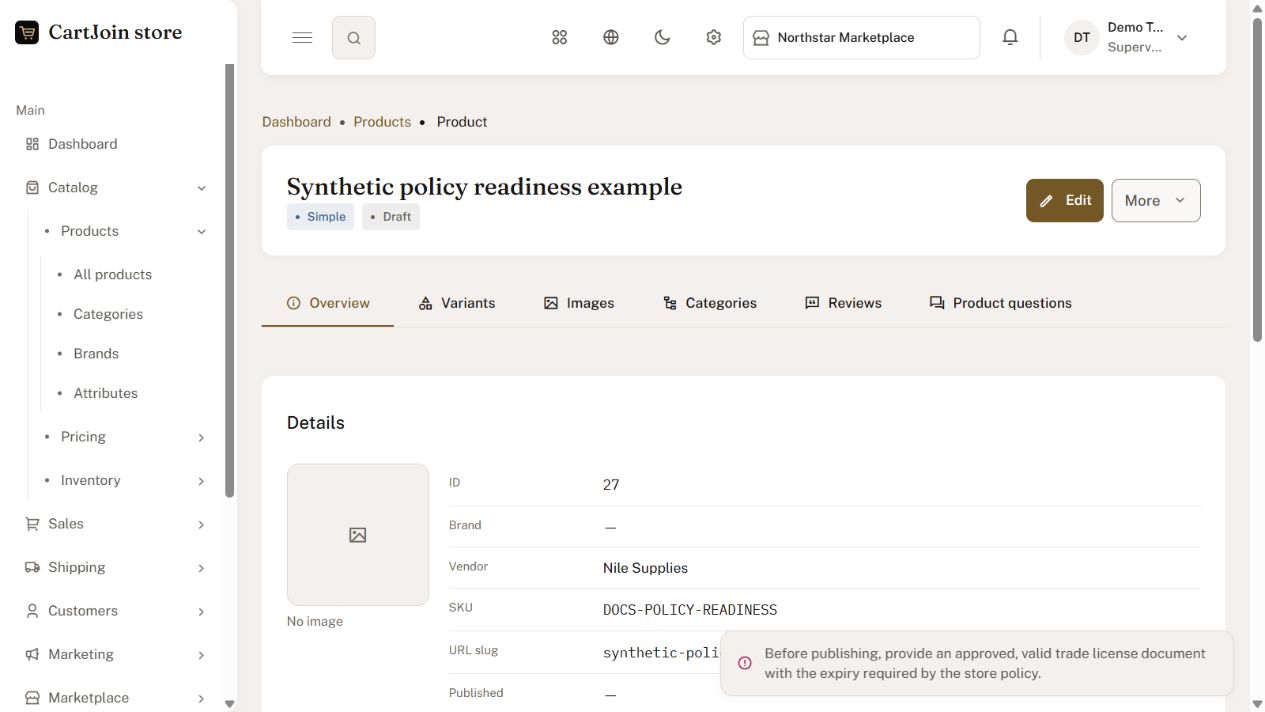 CartJoin store
Northstar Marketplace
DT
Demo T...
Superv...
Main
Dashboard
Catalog
Products
All products
Categories
Brands
Attributes
Pricing
Inventory
Sales
Shipping
Customers
Marketing
Marketplace
Dashboard • Products • Product
Synthetic policy readiness example
• Simple • Draft
Edit
More
Overview Variants Images Categories Reviews Product questions
Details
No image
ID 27
Brand —
Vendor Nile Supplies
SKU DOCS-POLICY-READINESS
URL slug synthetic-poli
Published —
Before publishing, provide an approved, valid trade license document
with the expiry required by the store policy.